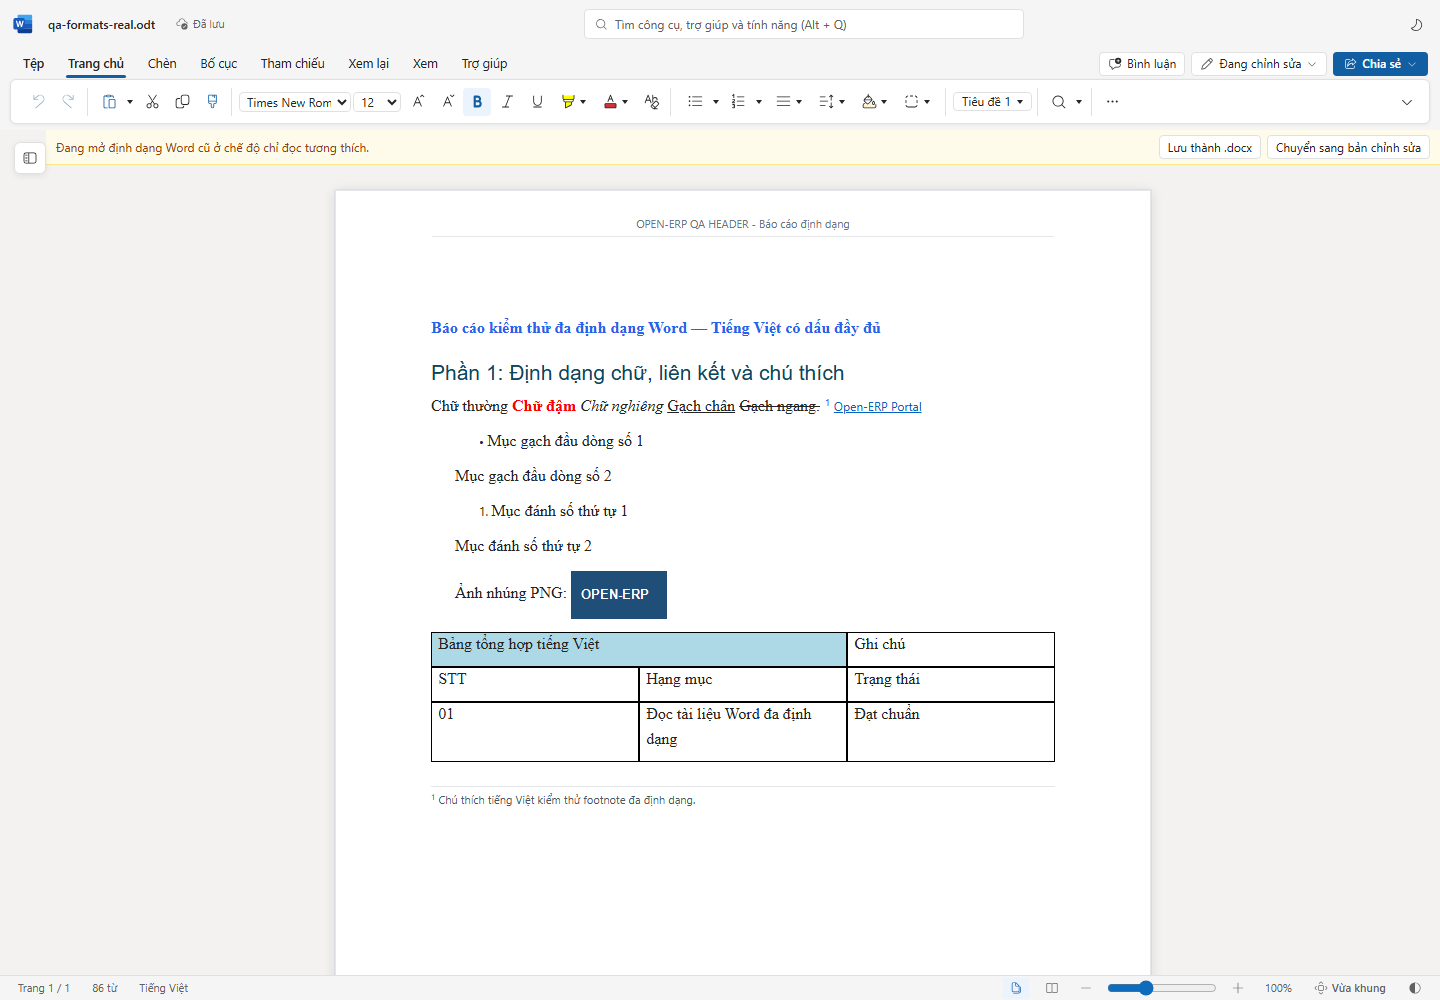 qa-formats-real.odt
Đã lưu
Tìm công cụ, trợ giúp và tính năng (Alt + Q)
Tệp
Trang chủ
Chèn
Bố cục
Tham chiếu
Xem lại
Xem
Trợ giúp
Bình luận
Đang chỉnh sửa
Chia sẻ
Times New Rom
12
B
I
U
Tiêu đề 1
Đang mở định dạng Word cũ ở chế độ chỉ đọc tương thích.
Lưu thành .docx
Chuyển sang bản chỉnh sửa
OPEN-ERP QA HEADER - Báo cáo định dạng
Báo cáo kiểm thử đa định dạng Word — Tiếng Việt có dấu đầy đủ
Phần 1: Định dạng chữ, liên kết và chú thích
Chữ thường Chữ đậm Chữ nghiêng Gạch chân Gạch ngang. 1 Open-ERP Portal
• Mục gạch đầu dòng số 1
Mục gạch đầu dòng số 2
1. Mục đánh số thứ tự 1
Mục đánh số thứ tự 2
Ảnh nhúng PNG: OPEN-ERP
Bảng tổng hợp tiếng Việt
Ghi chú
STT
Hạng mục
Trạng thái
01
Đọc tài liệu Word đa định
dạng
Đạt chuẩn
1 Chú thích tiếng Việt kiểm thử footnote đa định dạng.
Trang 1 / 1
86 từ
Tiếng Việt
100%
Vừa khung